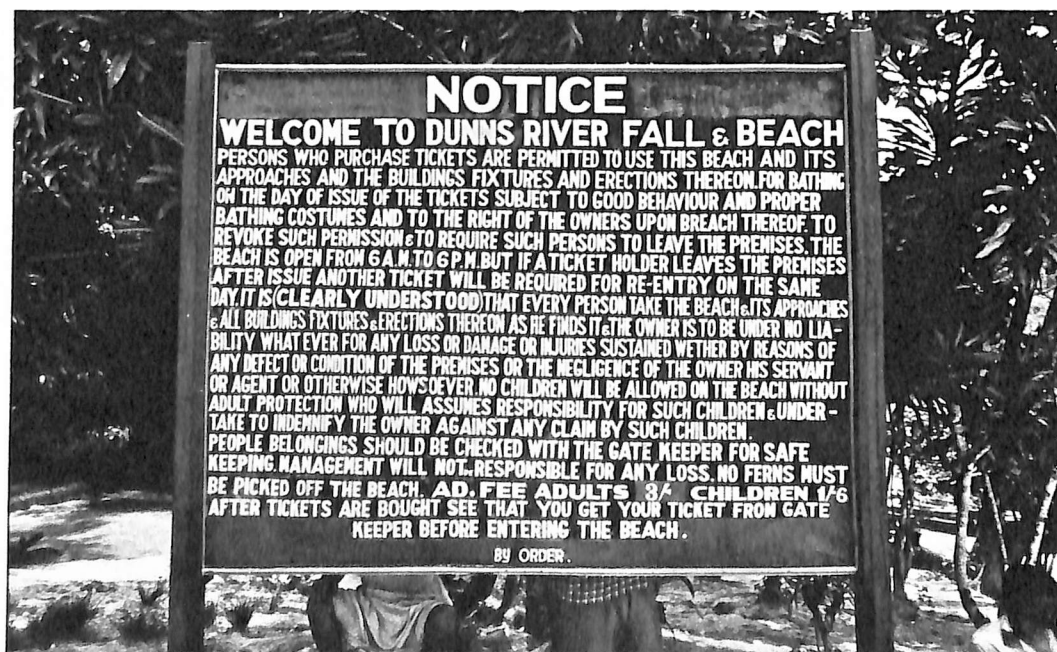 NOTICE
WELCOME TO DUNNS RIVER FALL & BEACH
PERSONS WHO PURCHASE TICKETS ARE PERMITTED TO USE THIS BEACH AND ITS
APPROACHES AND THE BUILDINGS FIXTURES AND ERECTIONS THEREON. FOR BATHING
ON THE DAY OF ISSUE OF THE TICKETS SUBJECT TO GOOD BEHAVIOUR AND PROPER
BATHING COSTUMES AND TO THE RIGHT OF THE OWNERS UPON BREACH THEREOF. TO
REVOKE SUCH PERMISSION & TO REQUIRE SUCH PERSONS TO LEAVE THE PREMISES. THE
BEACH IS OPEN FROM 6 A.M. TO 6 P.M. BUT IF A TICKET HOLDER LEAVES THE PREMISES
AFTER ISSUE ANOTHER TICKET WILL BE REQUIRED FOR RE-ENTRY ON THE SAME
DAY. IT IS (CLEARLY UNDERSTOOD) THAT EVERY PERSON TAKE THE BEACH & ITS APPROACHES
& ALL BUILDINGS FIXTURES & ERECTIONS THEREON AS HE FINDS IT & THE OWNER IS TO BE UNDER NO LIA-
BILITY WHAT EVER FOR ANY LOSS OR DAMAGE OR INJURIES SUSTAINED WETHER BY REASONS OF
ANY DEFECT OR CONDITION OF THE PREMISES OR THE NEGLIGENCE OF THE OWNER HIS SERVANT
OR AGENT OR OTHERWISE HOWSOEVER. NO CHILDREN WILL BE ALLOWED ON THE BEACH WITHOUT
ADULT PROTECTION WHO WILL ASSUMES RESPONSIBILITY FOR SUCH CHILDREN & UNDER-
TAKE TO INDEMNIFY THE OWNER AGAINST ANY CLAIM BY SUCH CHILDREN.
PEOPLE BELONGINGS SHOULD BE CHECKED WITH THE GATE KEEPER FOR SAFE
KEEPING. MANAGEMENT WILL NOT RESPONSIBLE FOR ANY LOSS. NO FERNS MUST
BE PICKED OFF THE BEACH. AD. FEE ADULTS 3/- CHILDREN 1/6
AFTER TICKETS ARE BOUGHT SEE THAT YOU GET YOUR TICKET FROM GATE
KEEPER BEFORE ENTERING THE BEACH.
BY ORDER.